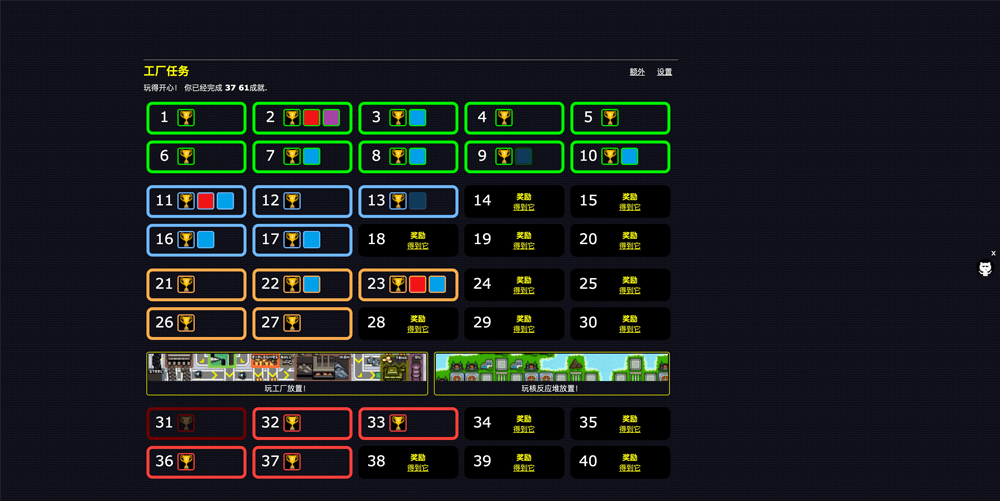 工厂任务
额外 设置
玩得开心! 你已经完成 37 61成就.
1 2 3 4 5
6 7 8 9 10
11 12 13 14 奖励 得到它 15 奖励 得到它
16 17 18 奖励 得到它 19 奖励 得到它 20 奖励 得到它
21 22 23 24 奖励 得到它 25 奖励 得到它
26 27 28 奖励 得到它 29 奖励 得到它 30 奖励 得到它
玩工厂放置! 玩核反应堆放置!
31 32 33 34 奖励 得到它 35 奖励 得到它
36 37 38 奖励 得到它 39 奖励 得到它 40 奖励 得到它
x